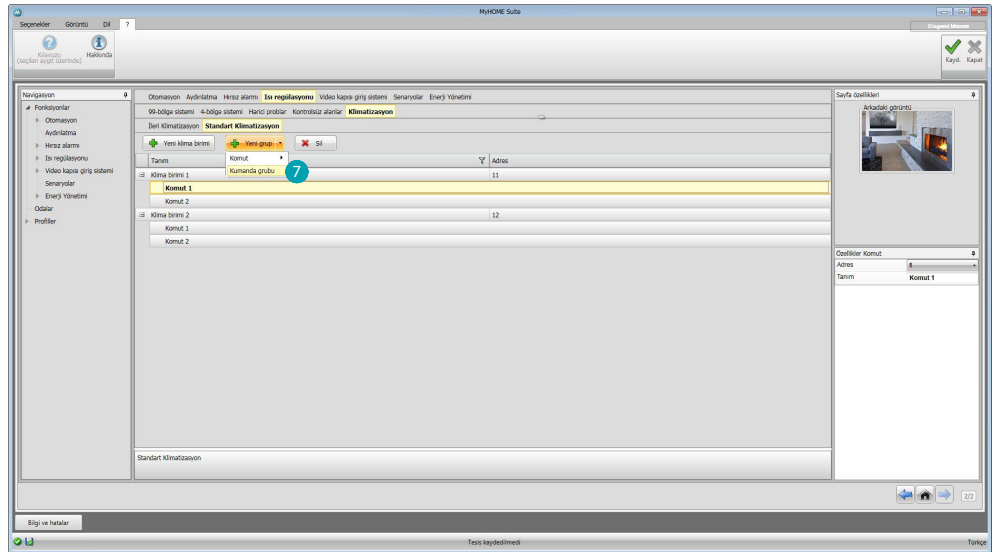 MyHOME Suite
Seçenekler Görüntü Dil ?
Kılavuzu Hakkında
(seçilen aygıt üzerinde)
Kayd. Kapat
Navigasyon
Fonksiyonlar
Otomasyon
Aydınlatma
Hırsız alarmı
Isı regülasyonu
Video kapısı giriş sistemi
Senaryolar
Enerji Yönetimi
Odalar
Profiller
Otomasyon Aydınlatma Hırsız alarmı Isı regülasyonu Video kapısı giriş sistemi Senaryolar Enerji Yönetimi
99-bölge sistemi 4-bölge sistemi Harici problar Kontrolsüz alanlar Klimatizasyon
İleri Klimatizasyon Standart Klimatizasyon
Yeni klima birimi Yeni grup Sil
Tanım Adres
Komut
Kumanda grubu 7
Klima birimi 1 11
Komut 1
Komut 2
Klima birimi 2 12
Komut 1
Komut 2
Standart Klimatizasyon
Sayfa özellikleri
Arkadaki görüntü
Özellikler Komut
Adres 1
Tanım Komut 1
2/2
Bilgi ve hatalar
Tesis kaydedilmedi Türkçe